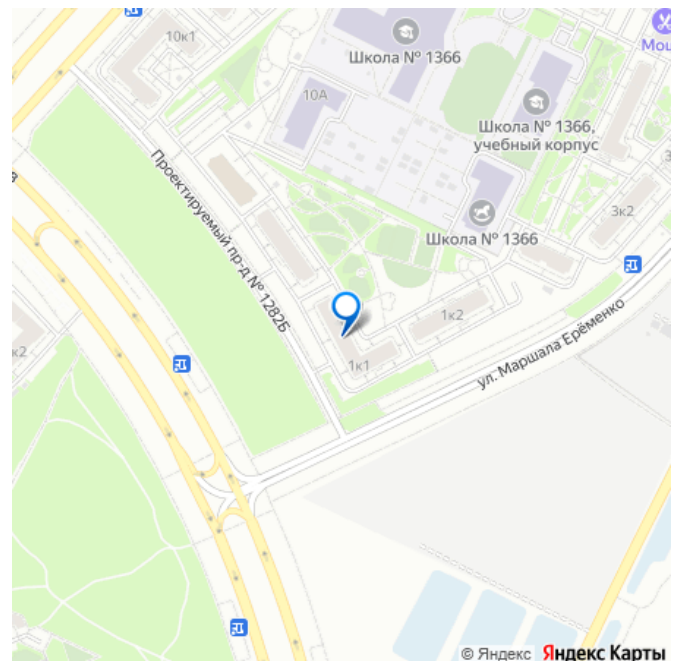 10к1
Школа № 1366
Мош
10А
Школа № 1366,
учебный корпус
в
Проектируемый пр-д № 1282Б
3к2
Школа № 1366
1к2
к2
1к1
ул. Маршала Ерёменко
© Яндекс Яндекс Карты